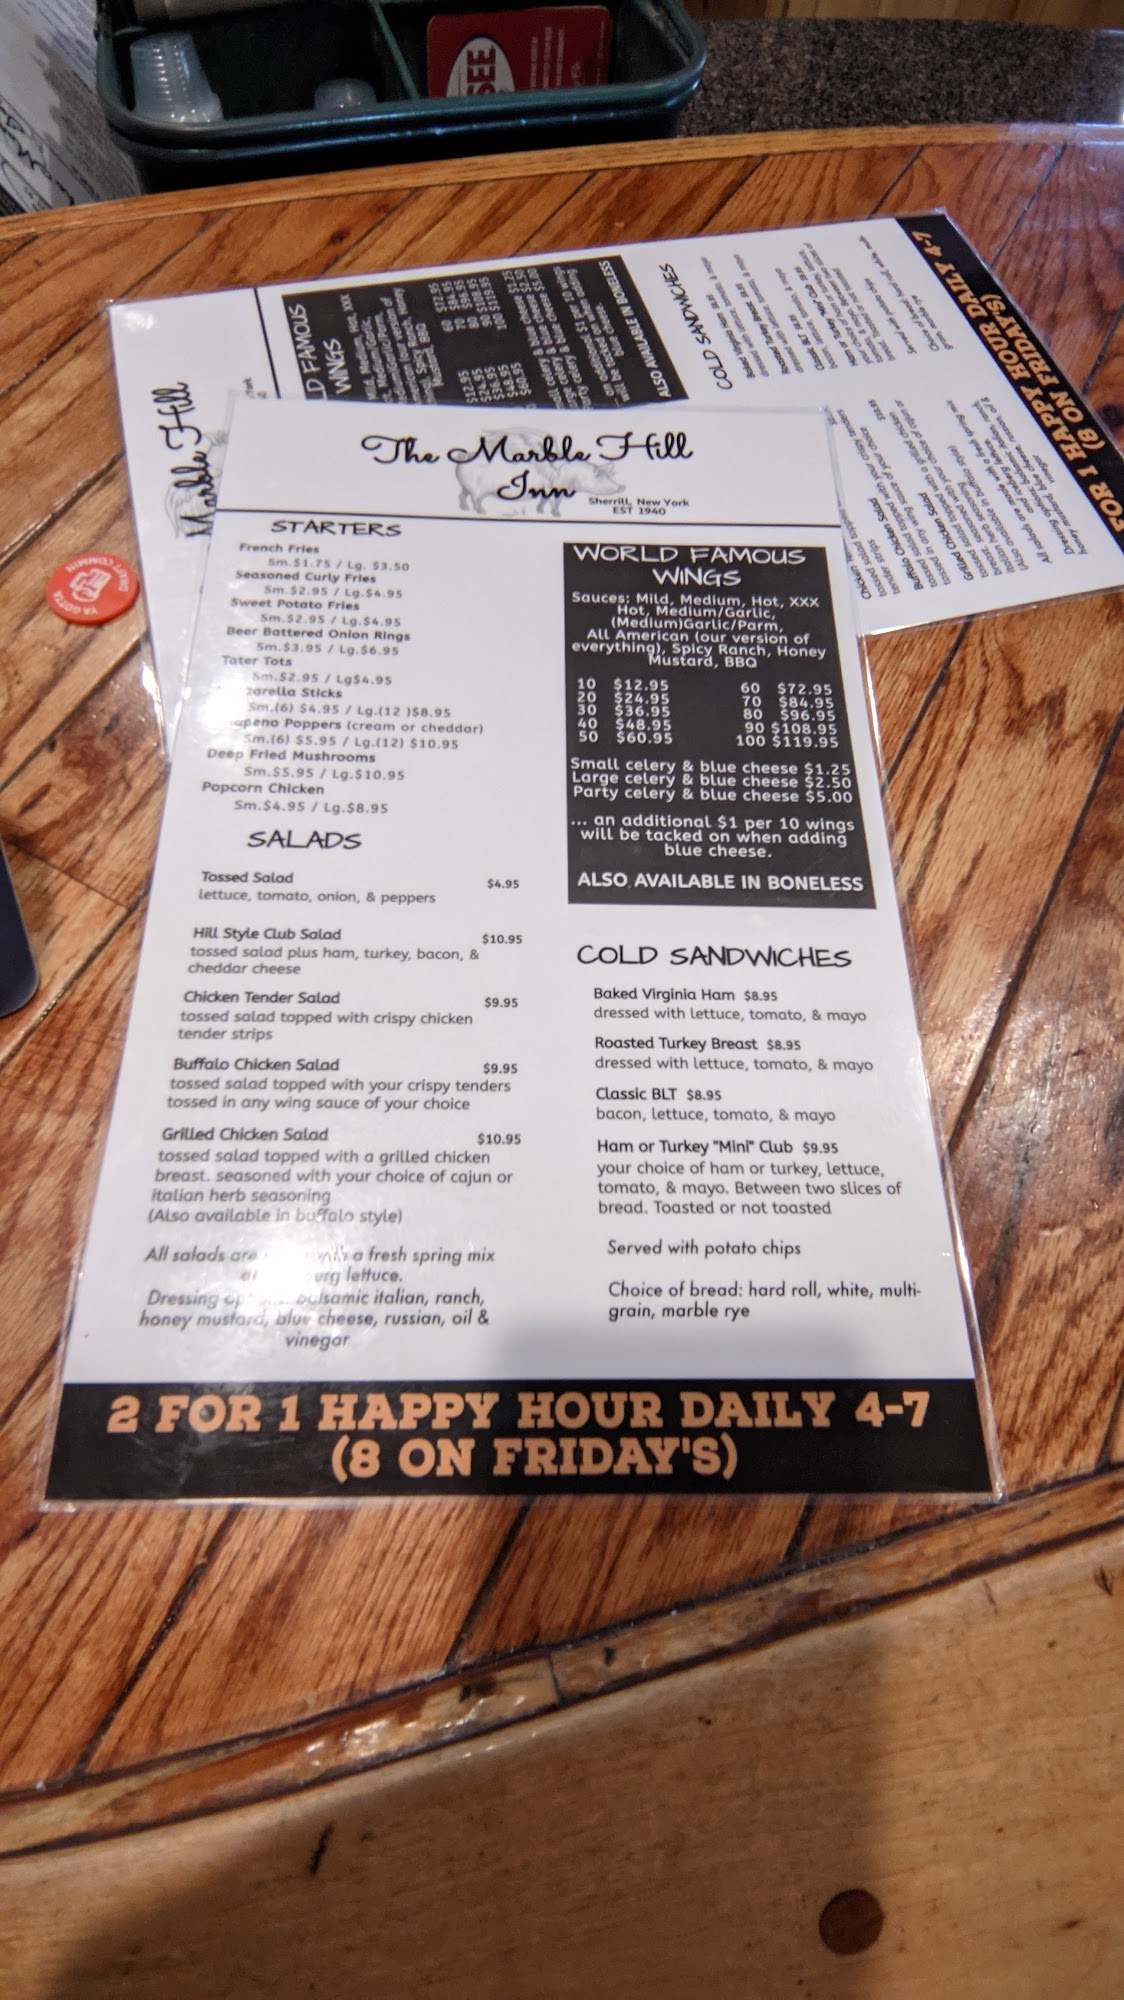 The Marble Hill
Inn
Sherrill, New York
EST 1940
STARTERS
French Fries
Sm.$1.75 / Lg. $3.50
Seasoned Curly Fries
Sm.$2.95 / Lg.$4.95
Sweet Potato Fries
Sm.$2.95 / Lg.$4.95
Beer Battered Onion Rings
Sm.$3.95 / Lg.$6.95
Tater Tots
Sm.$2.95 / Lg$4.95
Sticks
Sm.(6) $4.95 / Lg.(12 )$8.95
Poppers (cream or cheddar)
Sm.(6) $5.95 / Lg.(12) $10.95
Deep Fried Mushrooms
Sm.$5.95 / Lg.$10.95
Popcorn Chicken
Sm.$4.95 / Lg.$8.95
SALADS
Tossed Salad $4.95
lettuce, tomato, onion, & peppers
Hill Style Club Salad $10.95
tossed salad plus ham, turkey, bacon, &
cheddar cheese
Chicken Tender Salad $9.95
tossed salad topped with crispy chicken
tender strips
Buffalo Chicken Salad $9.95
tossed salad topped with your crispy tenders
tossed in any wing sauce of your choice
Grilled Chicken Salad $10.95
tossed salad topped with a grilled chicken
breast. seasoned with your choice of cajun or
italian herb seasoning
(Also available in buffalo style)
All salads are a fresh spring mix
lettuce.
Dressing balsamic italian, ranch,
honey mustard, blue cheese, russian, oil &
vinegar
WORLD FAMOUS
WINGS
Sauces: Mild, Medium, Hot, XXX
Hot, Medium/Garlic,
(Medium)Garlic/Parm,
All American (our version of
everything), Spicy Ranch, Honey
Mustard, BBQ
10 $12.95 60 $72.95
20 $24.95 70 $84.95
30 $36.95 80 $96.95
40 $48.95 90 $108.95
50 $60.95 100 $119.95
Small celery & blue cheese $1.25
Large celery & blue cheese $2.50
Party celery & blue cheese $5.00
... an additional $1 per 10 wings
will be tacked on when adding
blue cheese.
ALSO AVAILABLE IN BONELESS
COLD SANDWICHES
Baked Virginia Ham $8.95
dressed with lettuce, tomato, & mayo
Roasted Turkey Breast $8.95
dressed with lettuce, tomato, & mayo
Classic BLT $8.95
bacon, lettuce, tomato, & mayo
Ham or Turkey "Mini" Club $9.95
your choice of ham or turkey, lettuce,
tomato, & mayo. Between two slices of
bread. Toasted or not toasted
Served with potato chips
Choice of bread: hard roll, white, multi-
grain, marble rye
2 FOR 1 HAPPY HOUR DAILY 4-7
(8 ON FRIDAY'S)
Marble Hill
WINGS
ALSO AVAILABLE IN BONELESS
COLD SANDWICHES
FOR 1 HAPPY HOUR DAILY 4-7
(8 ON FRIDAY'S)